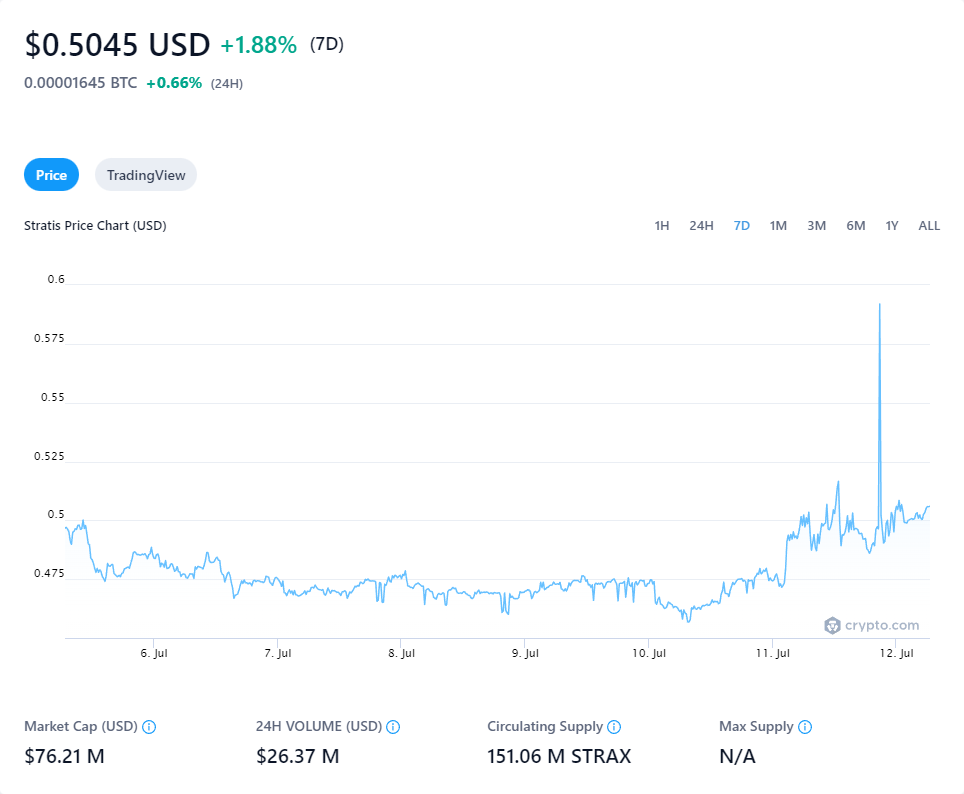 $0.5045 USD +1.88% (7D)
0.00001645 BTC +0.66% (24H)
Price TradingView
Stratis Price Chart (USD) 1H 24H 7D 1M 3M 6M 1Y ALL
0.6
0.575
0.55
0.525
0.5
0.475
crypto.com
6. Jul 7. Jul 8. Jul 9. Jul 10. Jul 11. Jul 12. Jul
Market Cap (USD) 24H VOLUME (USD) Circulating Supply Max Supply
$76.21 M $26.37 M 151.06 M STRAX N/A